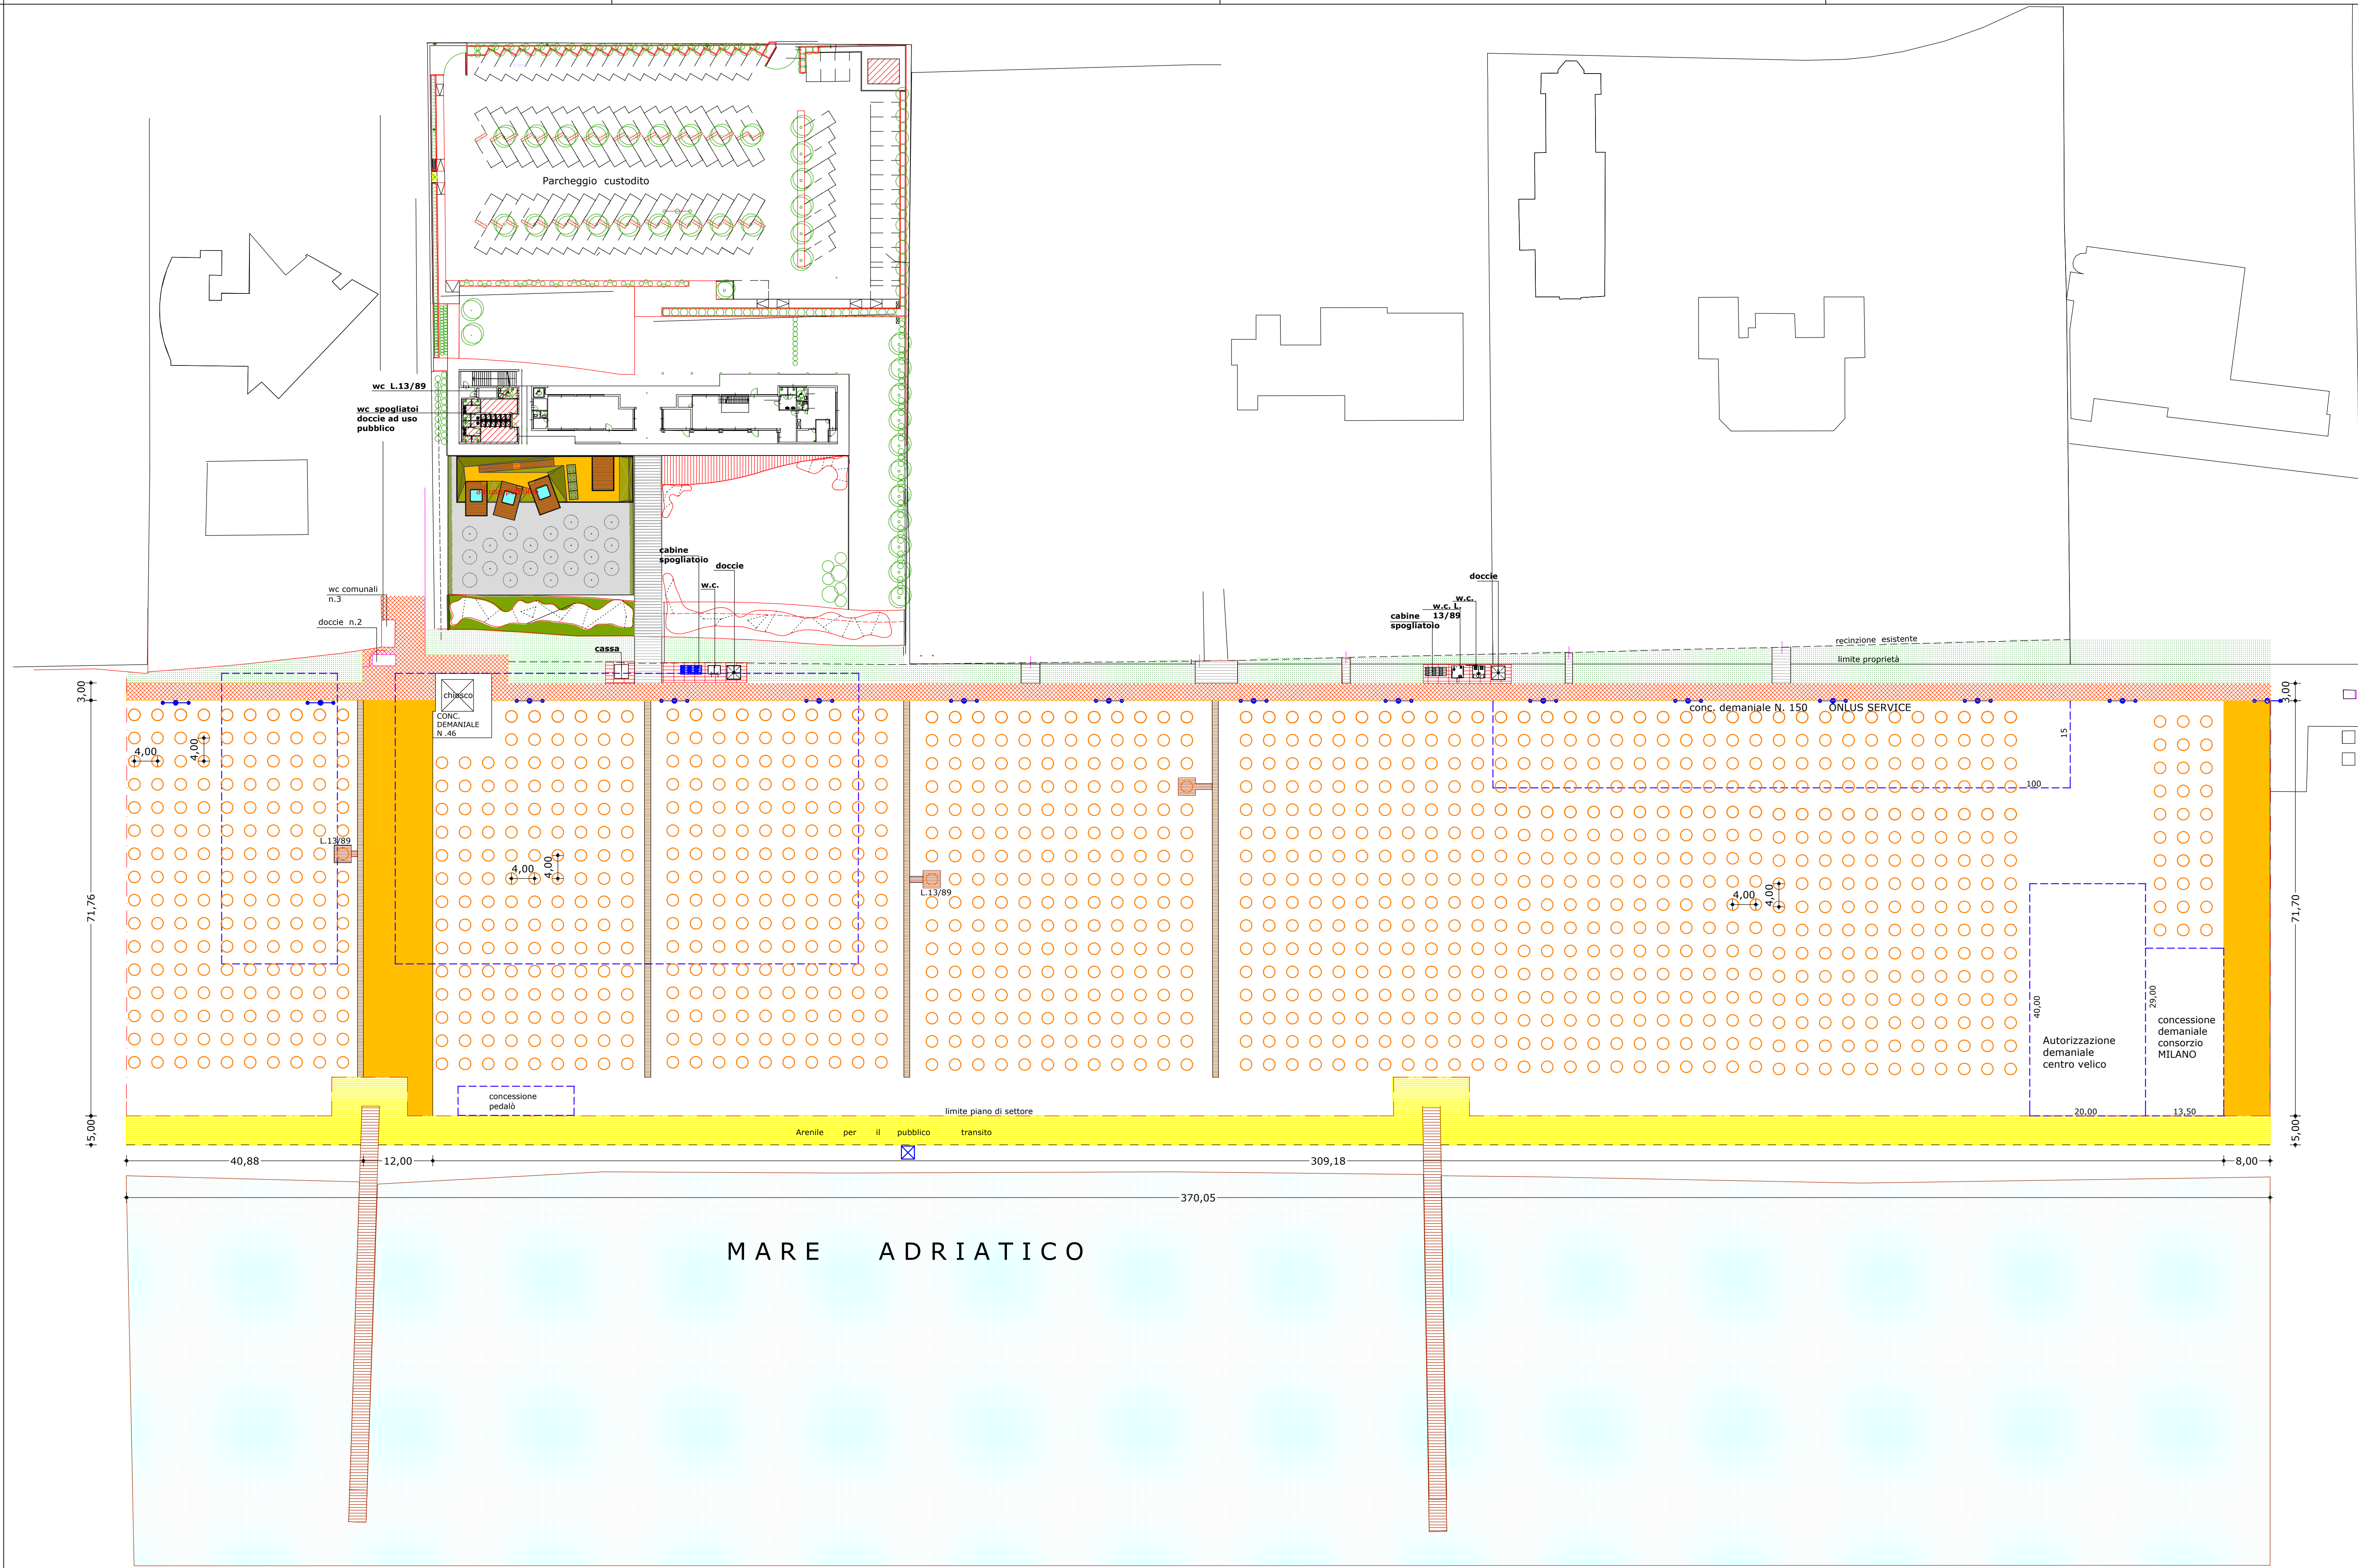 Parcheggio custodito
wc L.13/89
wc spogliatoi
doccie ad uso
pubblico
cabine
spogliatoio
doccie
w.c.
wc comunali
n.3
doccie n.2
cassa
doccie
w.c.
w.c. L.
13/89
cabine
spogliatoio
recinzione esistente
limite proprietà
chiosco
CONC.
DEMANIALE
N .46
conc. demaniale N. 150 ONLUS SERVICE
3,00
3,00
15
100
4,00
4,00
L.13/89
4,00
4,00
L.13/89
4,00
4,00
71,76
71,70
40,00
29,00
Autorizzazione
demaniale
centro velico
concessione
demaniale
consorzio
MILANO
concessione
pedalò
limite piano di settore
20,00
13,50
5,00
5,00
Arenile per il pubblico transito
40,88
12,00
309,18
8,00
370,05
MARE ADRIATICO